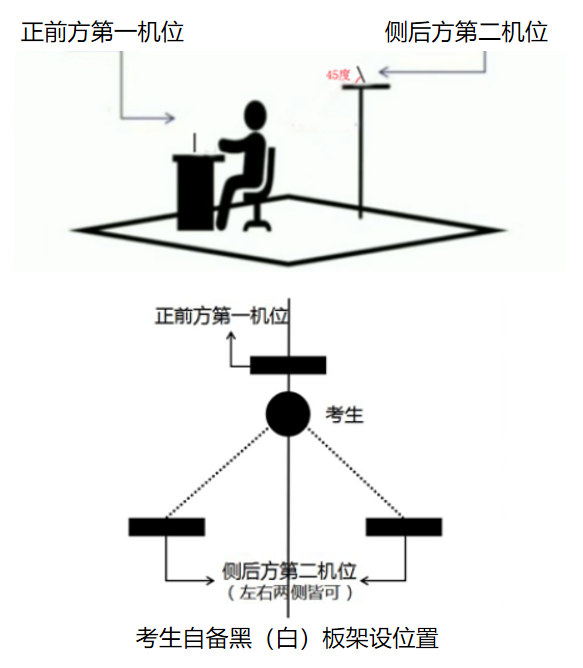 正前方第一机位
侧后方第二机位
45度
正前方第一机位
考生
侧后方第二机位
（左右两侧皆可）
考生自备黑（白）板架设位置